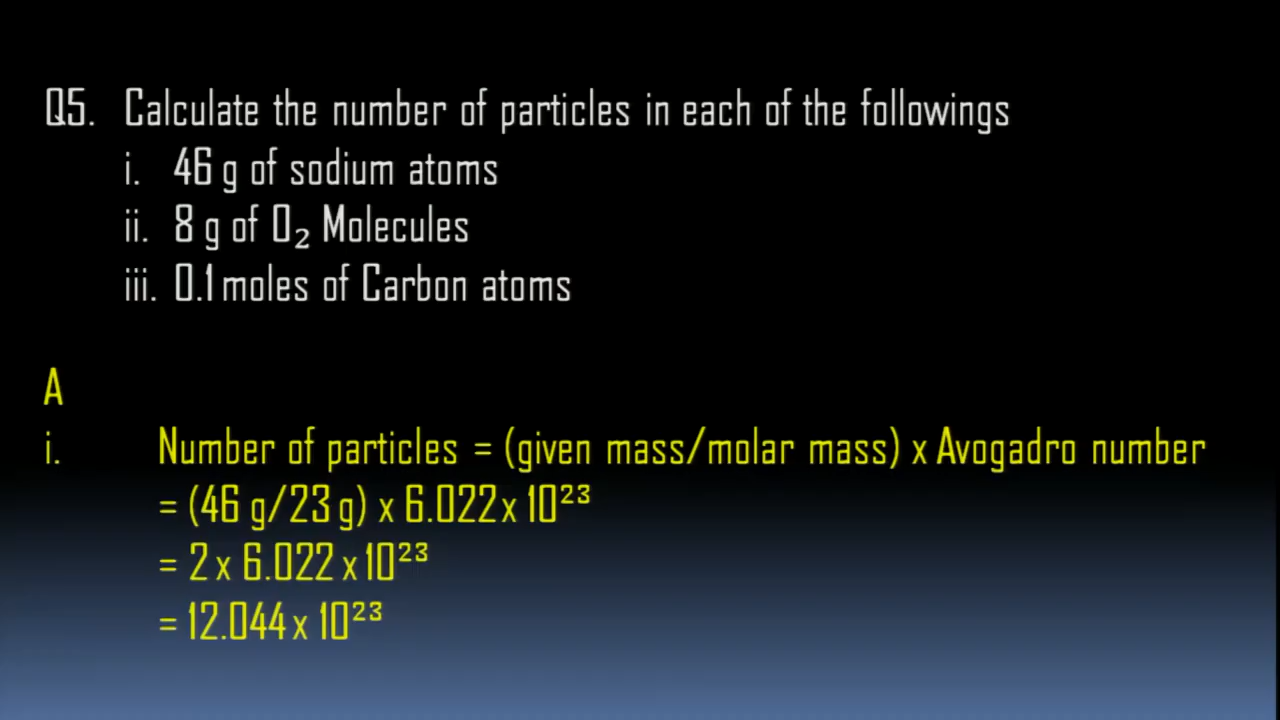 Q5. Calculate the number of particles in each of the followings
i. 46 g of sodium atoms
ii. 8 g of O₂ Molecules
iii. 0.1 moles of Carbon atoms
A
i. Number of particles = (given mass/molar mass) x Avogadro number
= (46 g/23 g) x 6.022 x 10²³
= 2 x 6.022 x 10²³
= 12.044 x 10²³